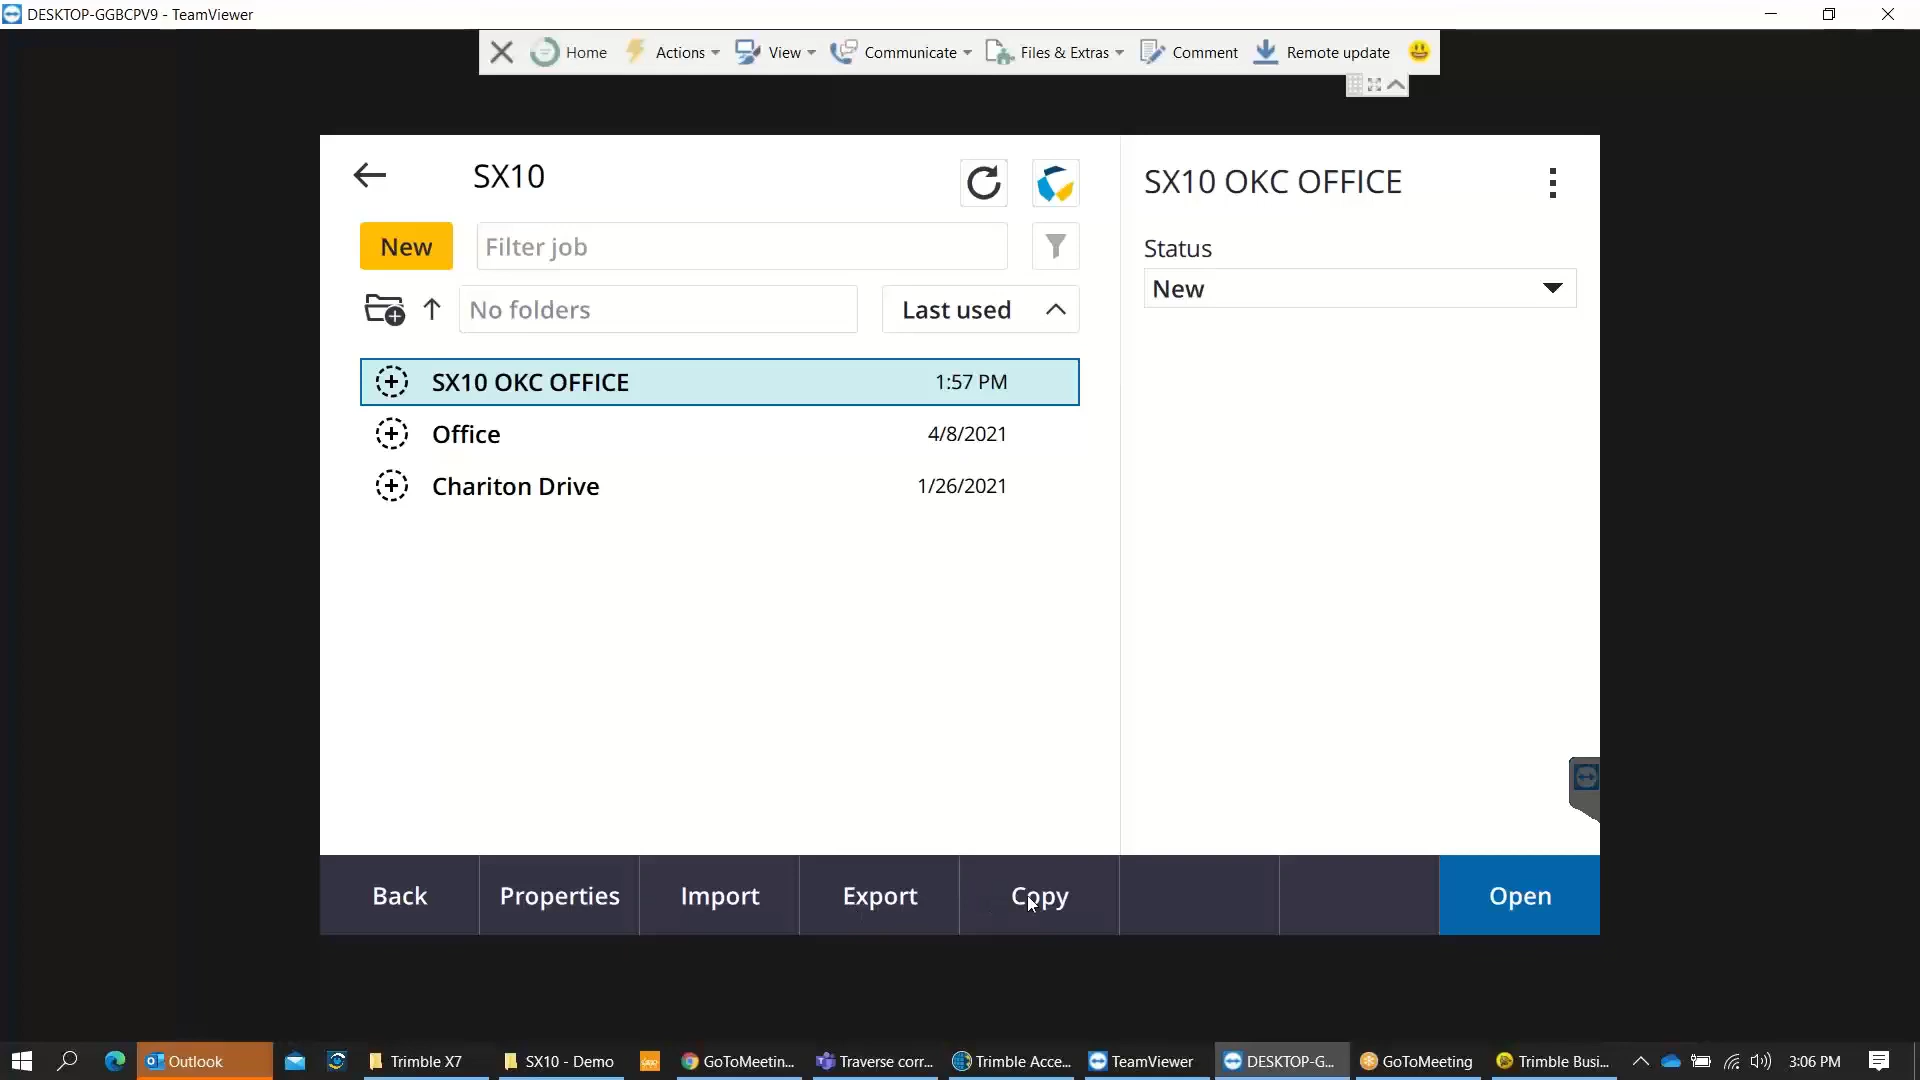 DESKTOP-GGBCPV9 - TeamViewer
Home Actions View Communicate Files & Extras Comment Remote update
SX10
New Filter job
No folders Last used
SX10 OKC OFFICE 1:57 PM
Office 4/8/2021
Chariton Drive 1/26/2021
SX10 OKC OFFICE
Status
New
Back Properties Import Export Copy Open
Outlook Trimble X7 SX10 - Demo GoToMeetin... Traverse corr... Trimble Acce... TeamViewer DESKTOP-G... GoToMeeting Trimble Busi... 3:06 PM